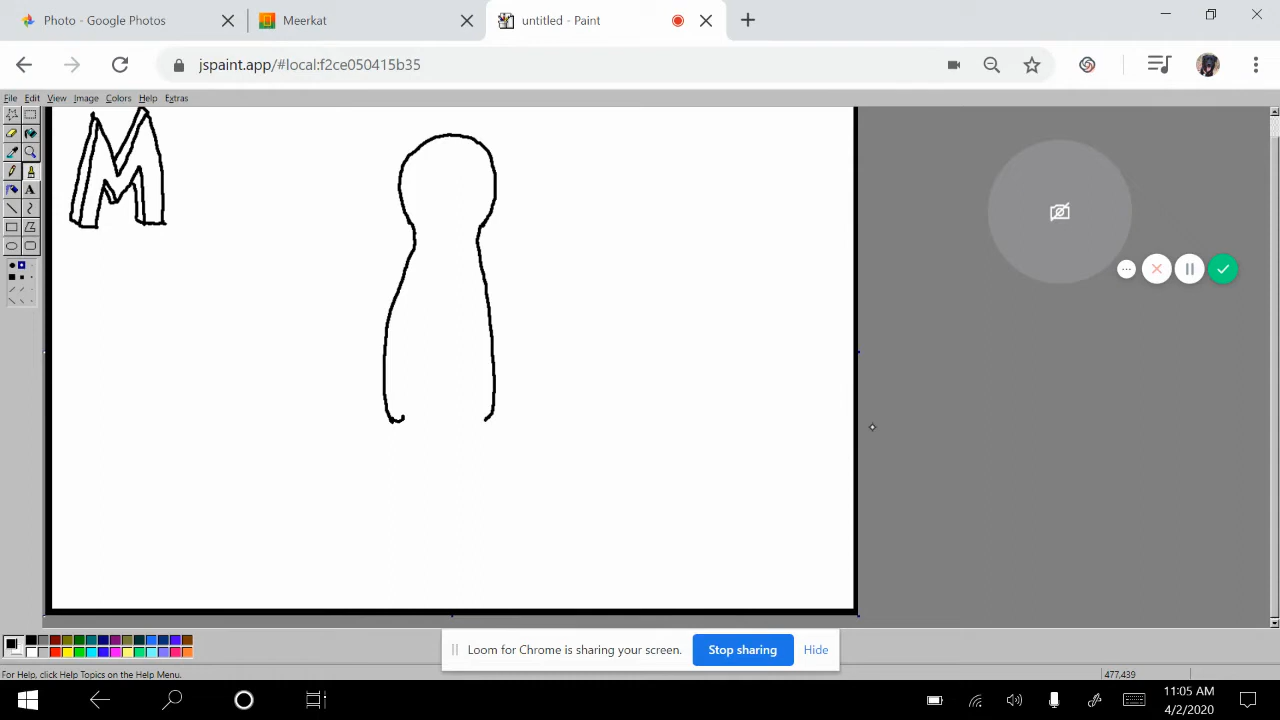 Photo - Google Photos
Meerkat
untitled - Paint
jspaint.app/#local:f2ce050415b35
File Edit View Image Colors Help Extras
M
A
Loom for Chrome is sharing your screen. Stop sharing Hide
For Help, click Help Topics on the Help Menu.
477,439
11:05 AM
4/2/2020